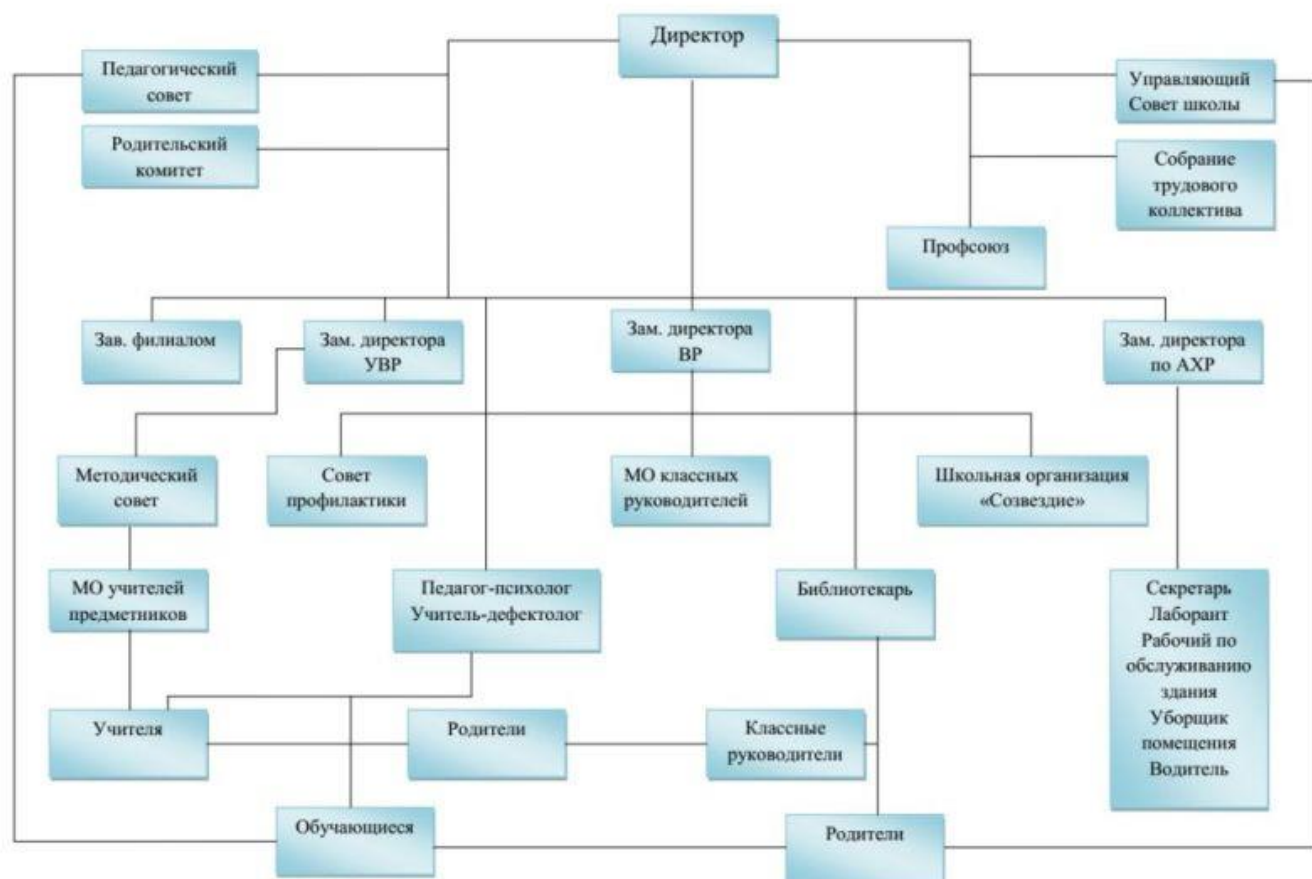 Директор
Педагогический
совет
Управляющий
Совет школы
Родительский
комитет
Собрание
трудового
коллектива
Профсоюз
Зав. филиалом
Зам. директора
УВР
Зам. директора
ВР
Зам. директора
по АХР
Методический
совет
Совет
профилактики
МО классных
руководителей
Школьная организация
«Созвездие»
МО учителей
предметников
Педагог-психолог
Учитель-дефектолог
Библиотекарь
Секретарь
Лаборант
Рабочий по
обслуживанию
здания
Уборщик
помещения
Водитель
Учителя
Родители
Классные
руководители
Обучающиеся
Родители